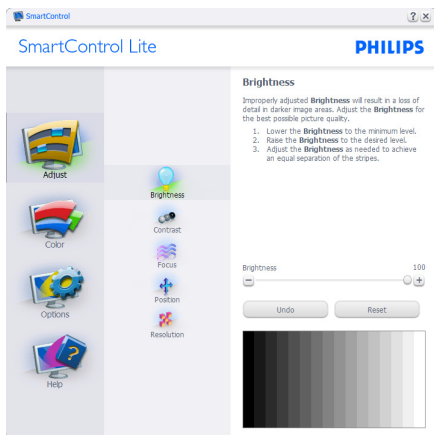 SmartControl
SmartControl Lite
PHILIPS
Adjust
Color
Options
Help
Brightness
Contrast
Focus
Position
Resolution
Brightness
Improperly adjusted Brightness will result in a loss of
detail in darker image areas. Adjust the Brightness for
the best possible picture quality.
1. Lower the Brightness to the minimum level.
2. Raise the Brightness to the desired level.
3. Adjust the Brightness as needed to achieve
an equal separation of the stripes.
Brightness 100
Undo Reset